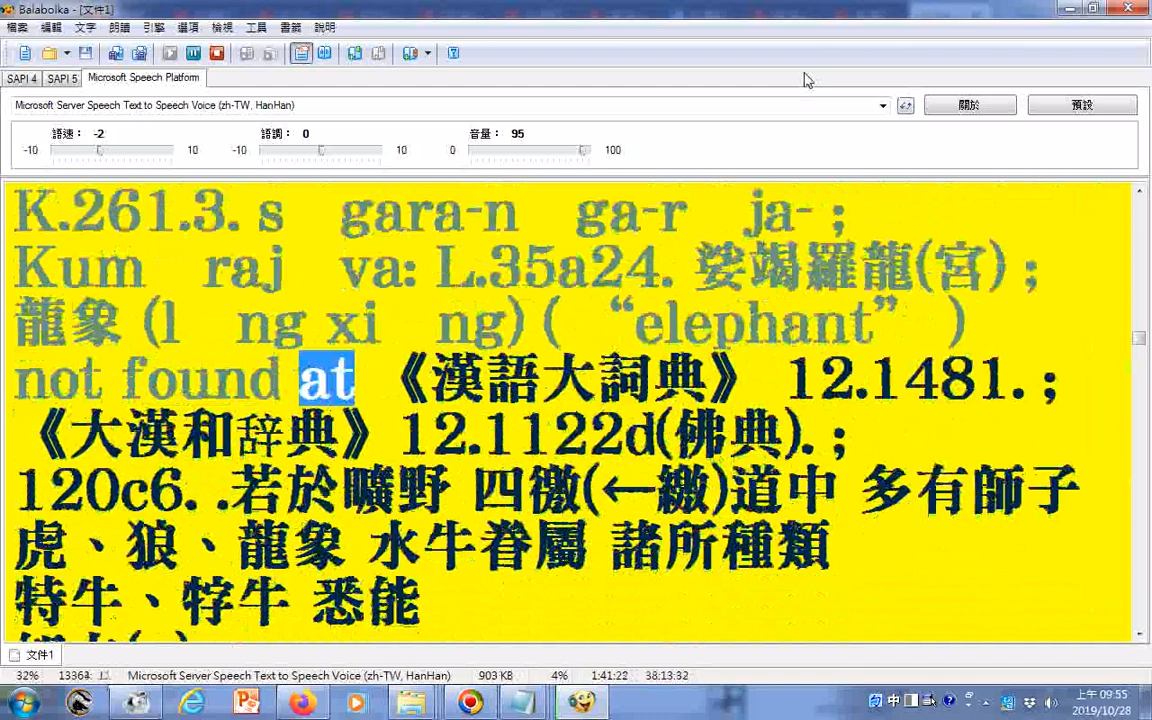 Balabolka - [文件1]
檔案 編輯 文字 朗讀 引擎 選項 檢視 工具 書籤 說明
SAPI 4 SAPI 5 Microsoft Speech Platform
Microsoft Server Speech Text to Speech Voice (zh-TW, HanHan) 關於 預設
語速： -2 語調： 0 音量： 95
-10 10 -10 10 0 100
K.261.3. s gara-n ga-r ja- ;
Kum raj va: L.35a24. 娑竭羅龍(宮) ;
龍象 (l ng xi ng) ( “elephant” )
not found at 《漢語大詞典》 12.1481. ;
《大漢和辞典》 12.1122d(佛典). ;
120c6. .若於曠野 四徼(←繳)道中 多有師子
虎、狼、龍象 水牛眷屬 諸所種類
特牛、牸牛 悉能
文件1
32% Microsoft Server Speech Text to Speech Voice (zh-TW, HanHan) 903 KB 4% 1:41:22 38:13:32
中 上午 09:55
2019/10/28